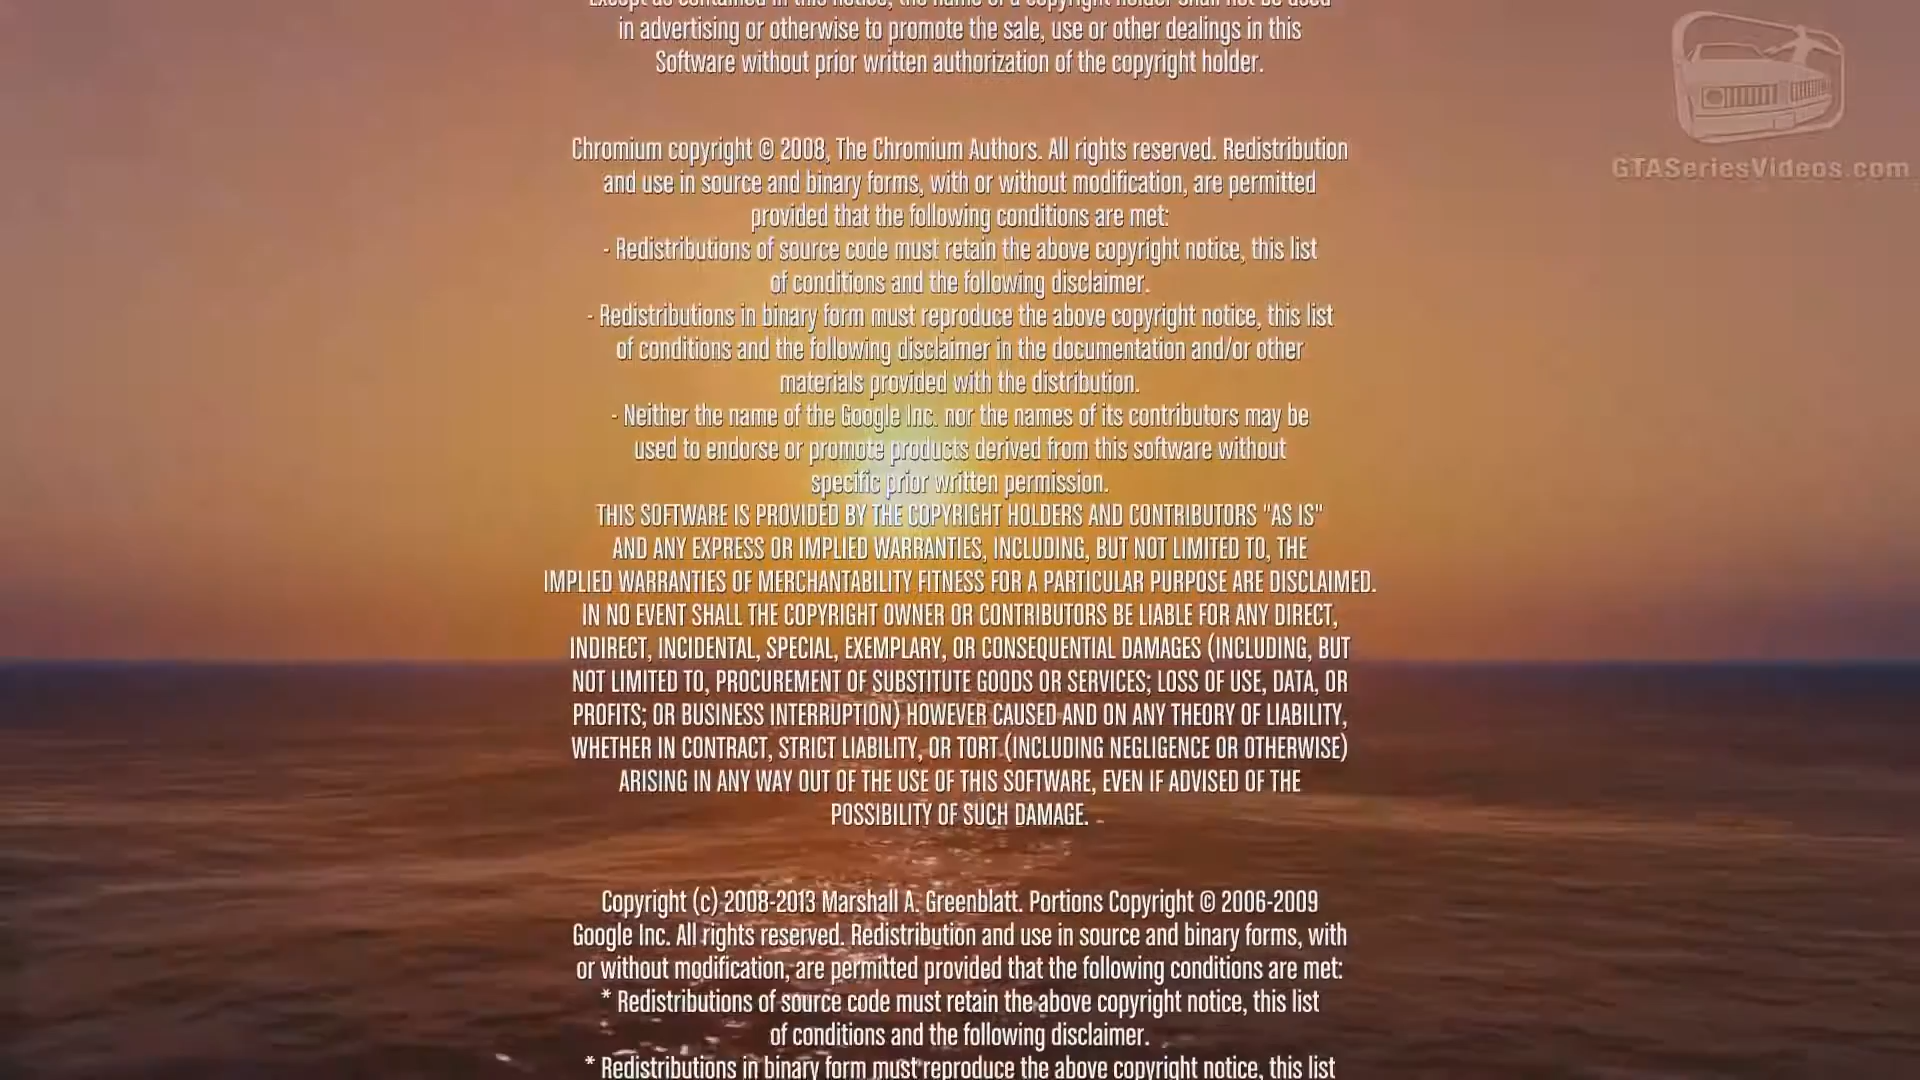 Except as contained in this notice, the name of a copyright holder shall not be used
in advertising or otherwise to promote the sale, use or other dealings in this
Software without prior written authorization of the copyright holder.
GTASeriesVideos.com
Chromium copyright © 2008, The Chromium Authors. All rights reserved. Redistribution
and use in source and binary forms, with or without modification, are permitted
provided that the following conditions are met:
- Redistributions of source code must retain the above copyright notice, this list
of conditions and the following disclaimer.
- Redistributions in binary form must reproduce the above copyright notice, this list
of conditions and the following disclaimer in the documentation and/or other
materials provided with the distribution.
- Neither the name of the Google Inc. nor the names of its contributors may be
used to endorse or promote products derived from this software without
specific prior written permission.
THIS SOFTWARE IS PROVIDED BY THE COPYRIGHT HOLDERS AND CONTRIBUTORS "AS IS"
AND ANY EXPRESS OR IMPLIED WARRANTIES, INCLUDING, BUT NOT LIMITED TO, THE
IMPLIED WARRANTIES OF MERCHANTABILITY FITNESS FOR A PARTICULAR PURPOSE ARE DISCLAIMED.
IN NO EVENT SHALL THE COPYRIGHT OWNER OR CONTRIBUTORS BE LIABLE FOR ANY DIRECT,
INDIRECT, INCIDENTAL, SPECIAL, EXEMPLARY, OR CONSEQUENTIAL DAMAGES (INCLUDING, BUT
NOT LIMITED TO, PROCUREMENT OF SUBSTITUTE GOODS OR SERVICES; LOSS OF USE, DATA, OR
PROFITS; OR BUSINESS INTERRUPTION) HOWEVER CAUSED AND ON ANY THEORY OF LIABILITY,
WHETHER IN CONTRACT, STRICT LIABILITY, OR TORT (INCLUDING NEGLIGENCE OR OTHERWISE)
ARISING IN ANY WAY OUT OF THE USE OF THIS SOFTWARE, EVEN IF ADVISED OF THE
POSSIBILITY OF SUCH DAMAGE.
Copyright (c) 2008-2013 Marshall A. Greenblatt. Portions Copyright © 2006-2009
Google Inc. All rights reserved. Redistribution and use in source and binary forms, with
or without modification, are permitted provided that the following conditions are met:
* Redistributions of source code must retain the above copyright notice, this list
of conditions and the following disclaimer.
* Redistributions in binary form must reproduce the above copyright notice, this list